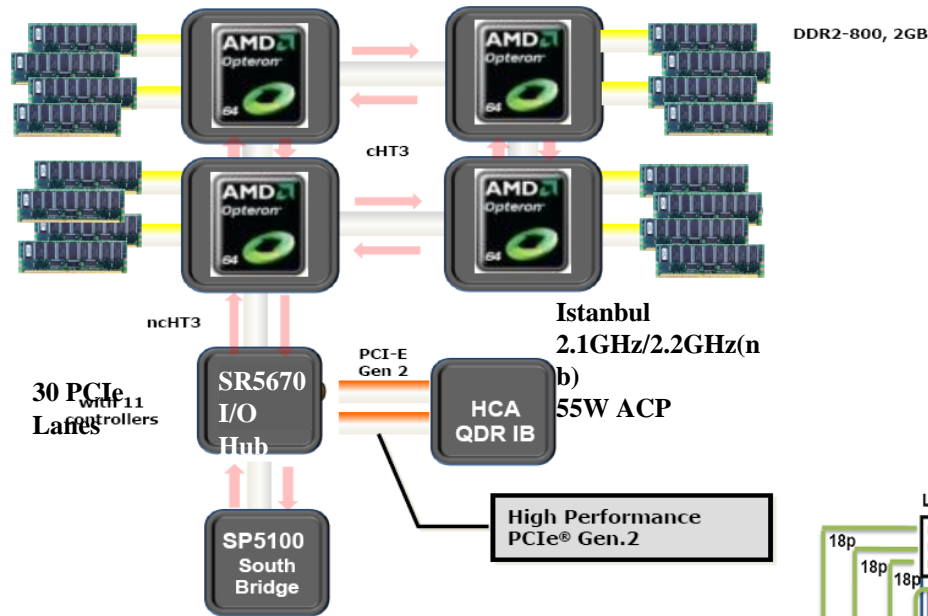 AMD
Opteron
64
AMD
Opteron
64
DDR2-800, 2GB
cHT3
AMD
Opteron
64
AMD
Opteron
64
ncHT3
PCI-E
Gen 2
Istanbul
2.1GHz/2.2GHz(n
b)
55W ACP
30 PCIe
Lanes
with 11
controllers
SR5670
I/O
Hub
HCA
QDR IB
High Performance
PCIe® Gen.2
SP5100
South
Bridge
L
18p
18p
18p